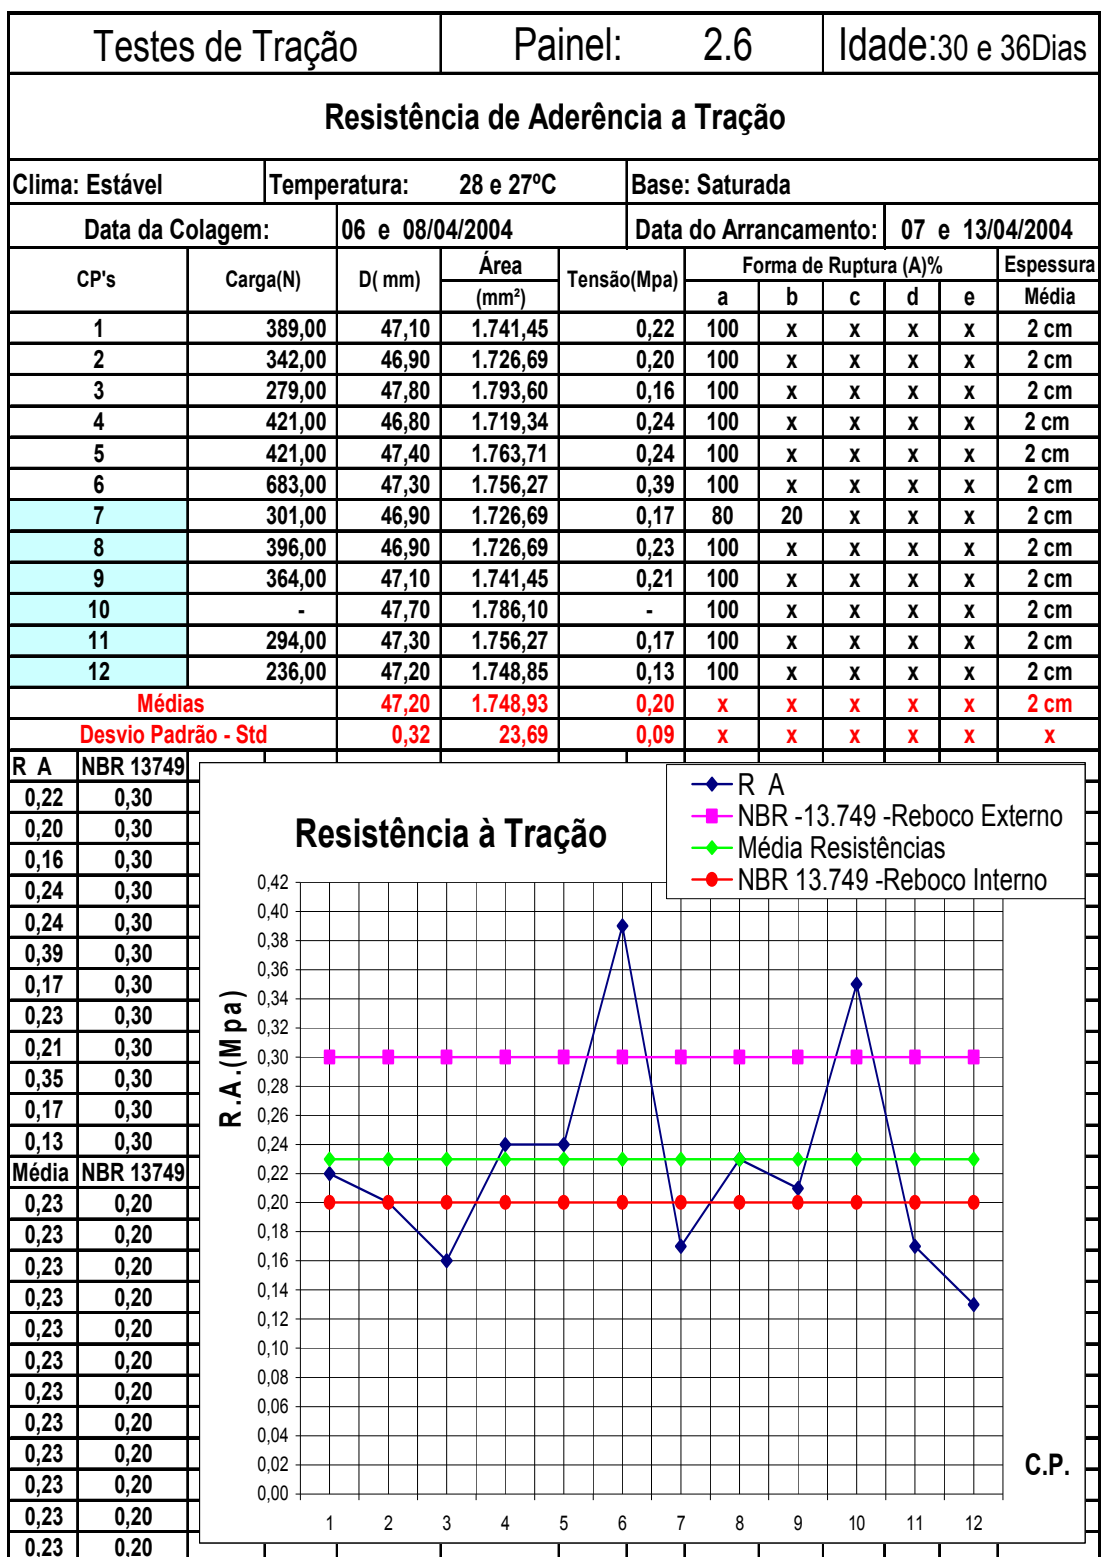 Testes de Tração Painel: 2.6 Idade:30 e 36Dias
Resistência de Aderência a Tração
Clima: Estável Temperatura: 28 e 27ºC Base: Saturada
Data da Colagem: 06 e 08/04/2004 Data do Arrancamento: 07 e 13/04/2004
CP's Carga(N) D( mm) Área (mm²) Tensão(Mpa) Forma de Ruptura (A)% Espessura
a b c d e Média
1 389,00 47,10 1.741,45 0,22 100 x x x x 2 cm
2 342,00 46,90 1.726,69 0,20 100 x x x x 2 cm
3 279,00 47,80 1.793,60 0,16 100 x x x x 2 cm
4 421,00 46,80 1.719,34 0,24 100 x x x x 2 cm
5 421,00 47,40 1.763,71 0,24 100 x x x x 2 cm
6 683,00 47,30 1.756,27 0,39 100 x x x x 2 cm
7 301,00 46,90 1.726,69 0,17 80 20 x x x 2 cm
8 396,00 46,90 1.726,69 0,23 100 x x x x 2 cm
9 364,00 47,10 1.741,45 0,21 100 x x x x 2 cm
10 - 47,70 1.786,10 - 100 x x x x 2 cm
11 294,00 47,30 1.756,27 0,17 100 x x x x 2 cm
12 236,00 47,20 1.748,85 0,13 100 x x x x 2 cm
Médias 47,20 1.748,93 0,20 x x x x x 2 cm
Desvio Padrão - Std 0,32 23,69 0,09 x x x x x x
R A NBR 13749
0,22 0,30
0,20 0,30
0,16 0,30
0,24 0,30
0,24 0,30
0,39 0,30
0,17 0,30
0,23 0,30
0,21 0,30
0,35 0,30
0,17 0,30
0,13 0,30
Média NBR 13749
0,23 0,20
0,23 0,20
0,23 0,20
0,23 0,20
0,23 0,20
0,23 0,20
0,23 0,20
0,23 0,20
0,23 0,20
0,23 0,20
0,23 0,20
0,23 0,20
Resistência à Tração
R A
NBR -13.749 -Reboco Externo
Média Resistências
NBR 13.749 -Reboco Interno
R.A.(Mpa)
0,42
0,40
0,38
0,36
0,34
0,32
0,30
0,28
0,26
0,24
0,22
0,20
0,18
0,16
0,14
0,12
0,10
0,08
0,06
0,04
0,02
0,00
1 2 3 4 5 6 7 8 9 10 11 12
C.P.